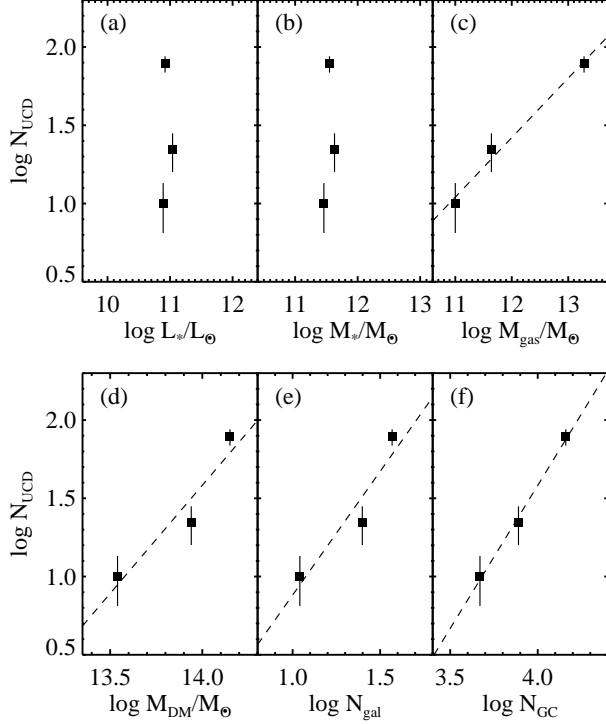 (a) (b) (c)
2.0
1.5
1.0
0.5
log N_UCD
10 11 12 11 12 13 11 12 13
log L_*/L_⊙ log M_*/M_⊙ log M_gas/M_⊙
(d) (e) (f)
2.0
1.5
1.0
0.5
log N_UCD
13.5 14.0 1.0 1.5 3.5 4.0
log M_DM/M_⊙ log N_gal log N_GC